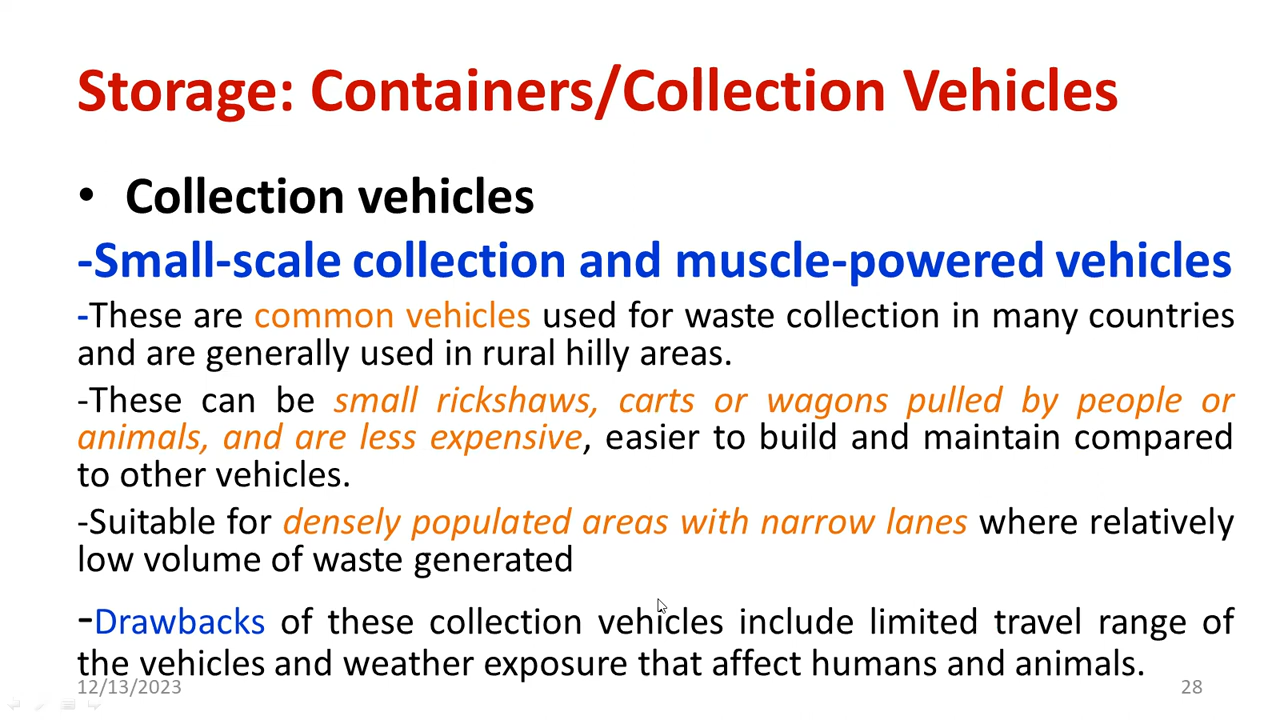 Storage: Containers/Collection Vehicles
• Collection vehicles
-Small-scale collection and muscle-powered vehicles
-These are common vehicles used for waste collection in many countries
and are generally used in rural hilly areas.
-These can be small rickshaws, carts or wagons pulled by people or
animals, and are less expensive, easier to build and maintain compared
to other vehicles.
-Suitable for densely populated areas with narrow lanes where relatively
low volume of waste generated
-Drawbacks of these collection vehicles include limited travel range of
the vehicles and weather exposure that affect humans and animals.
12/13/2023
28